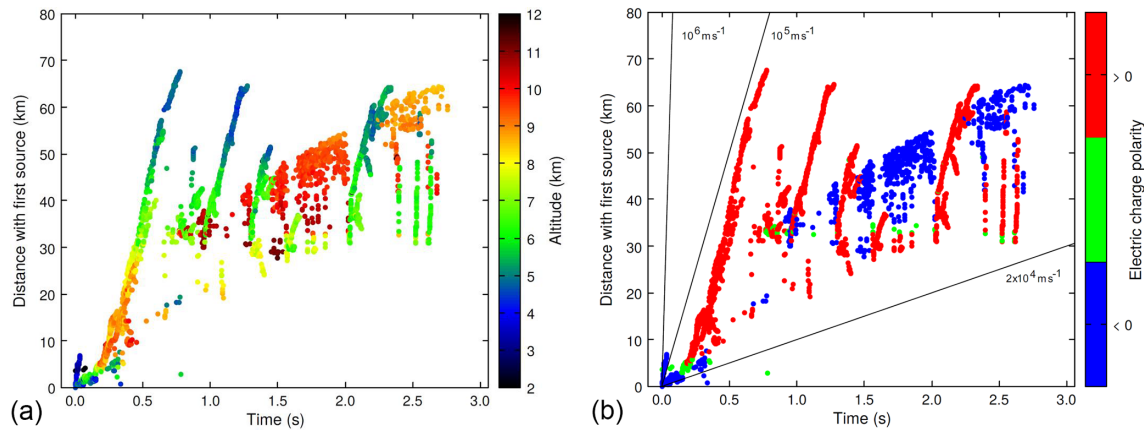 80
70
60
50
40
30
20
10
0
Distance with first source (km)
0.0 0.5 1.0 1.5 2.0 2.5 3.0
Time (s)
12
11
10
9
8
7
6
5
4
3
2
Altitude (km)
(a)
80
70
60
50
40
30
20
10
0
Distance with first source (km)
10⁶ms⁻¹
10⁵ms⁻¹
2x10⁴ms⁻¹
0.0 0.5 1.0 1.5 2.0 2.5 3.0
Time (s)
> 0
< 0
Electric charge polarity
(b)